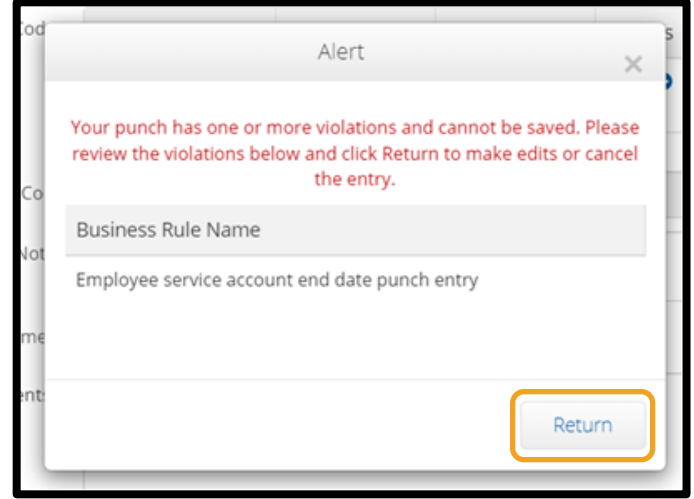 Alert
Your punch has one or more violations and cannot be saved. Please
review the violations below and click Return to make edits or cancel
the entry.
Business Rule Name
Employee service account end date punch entry
Return